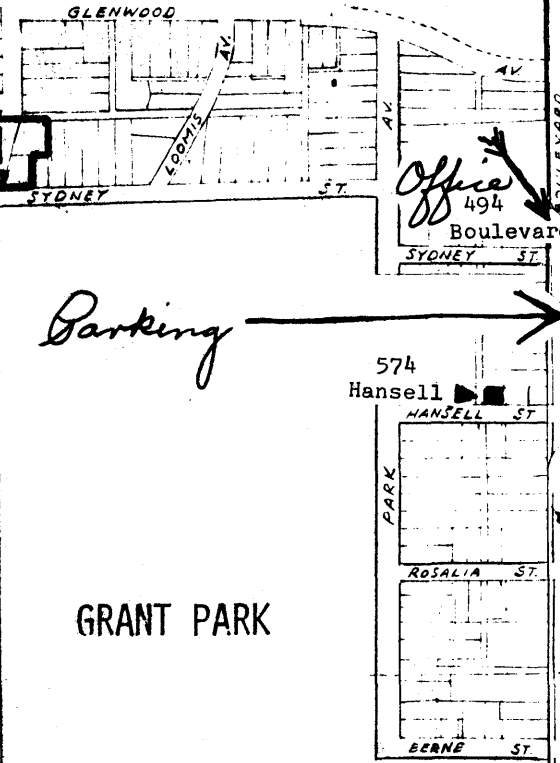 GLENWOOD
AV.
AV.
AV.
LOOMIS
Office
494
Boulevar
SYDNEY ST.
SYDNEY ST.
Parking
574
Hansell
HANSELL ST
PARK
ROSALIA ST.
GRANT PARK
BERNE ST.